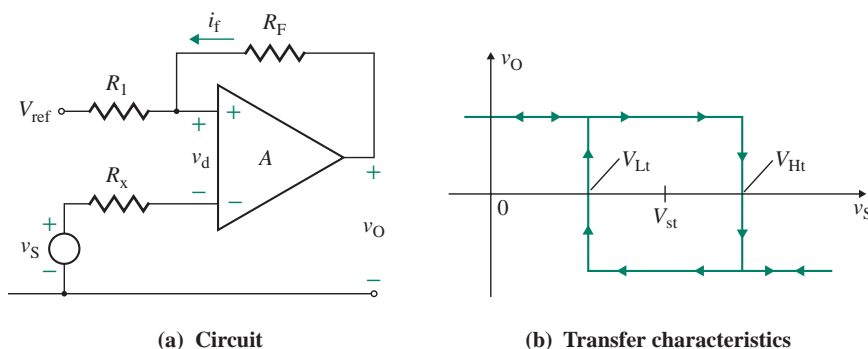 i_f
R_F
R_1
V_ref
+
+
v_d
A
−
−
R_x
+
v_S
−
+
v_O
−
(a) Circuit
v_O
V_Lt
V_Ht
0
V_st
v_S
(b) Transfer characteristics